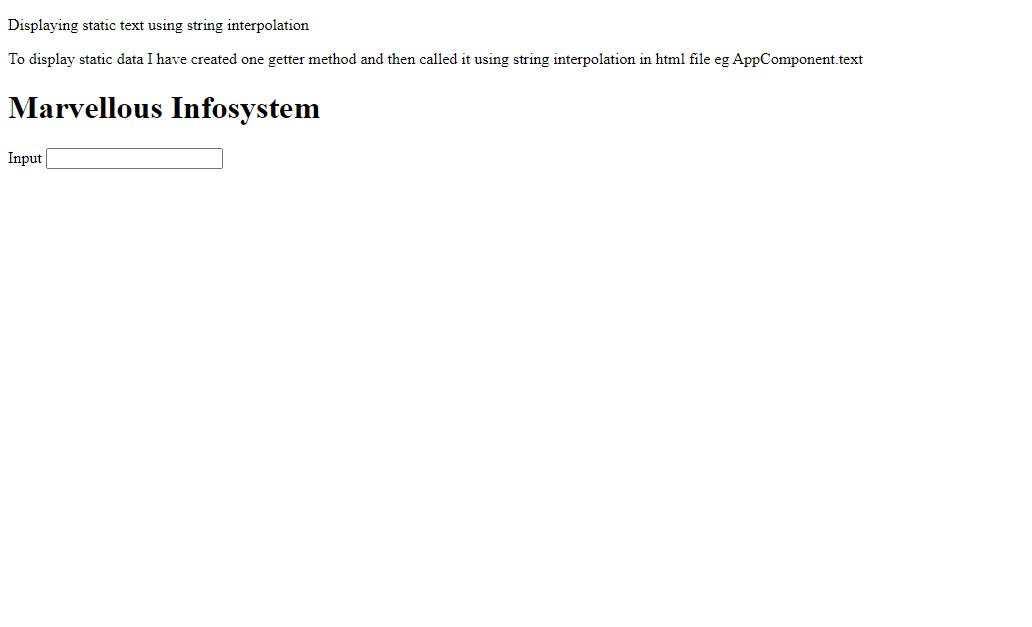 Displaying static text using string interpolation
To display static data I have created one getter method and then called it using string interpolation in html file eg AppComponent.text
Marvellous Infosystem
Input